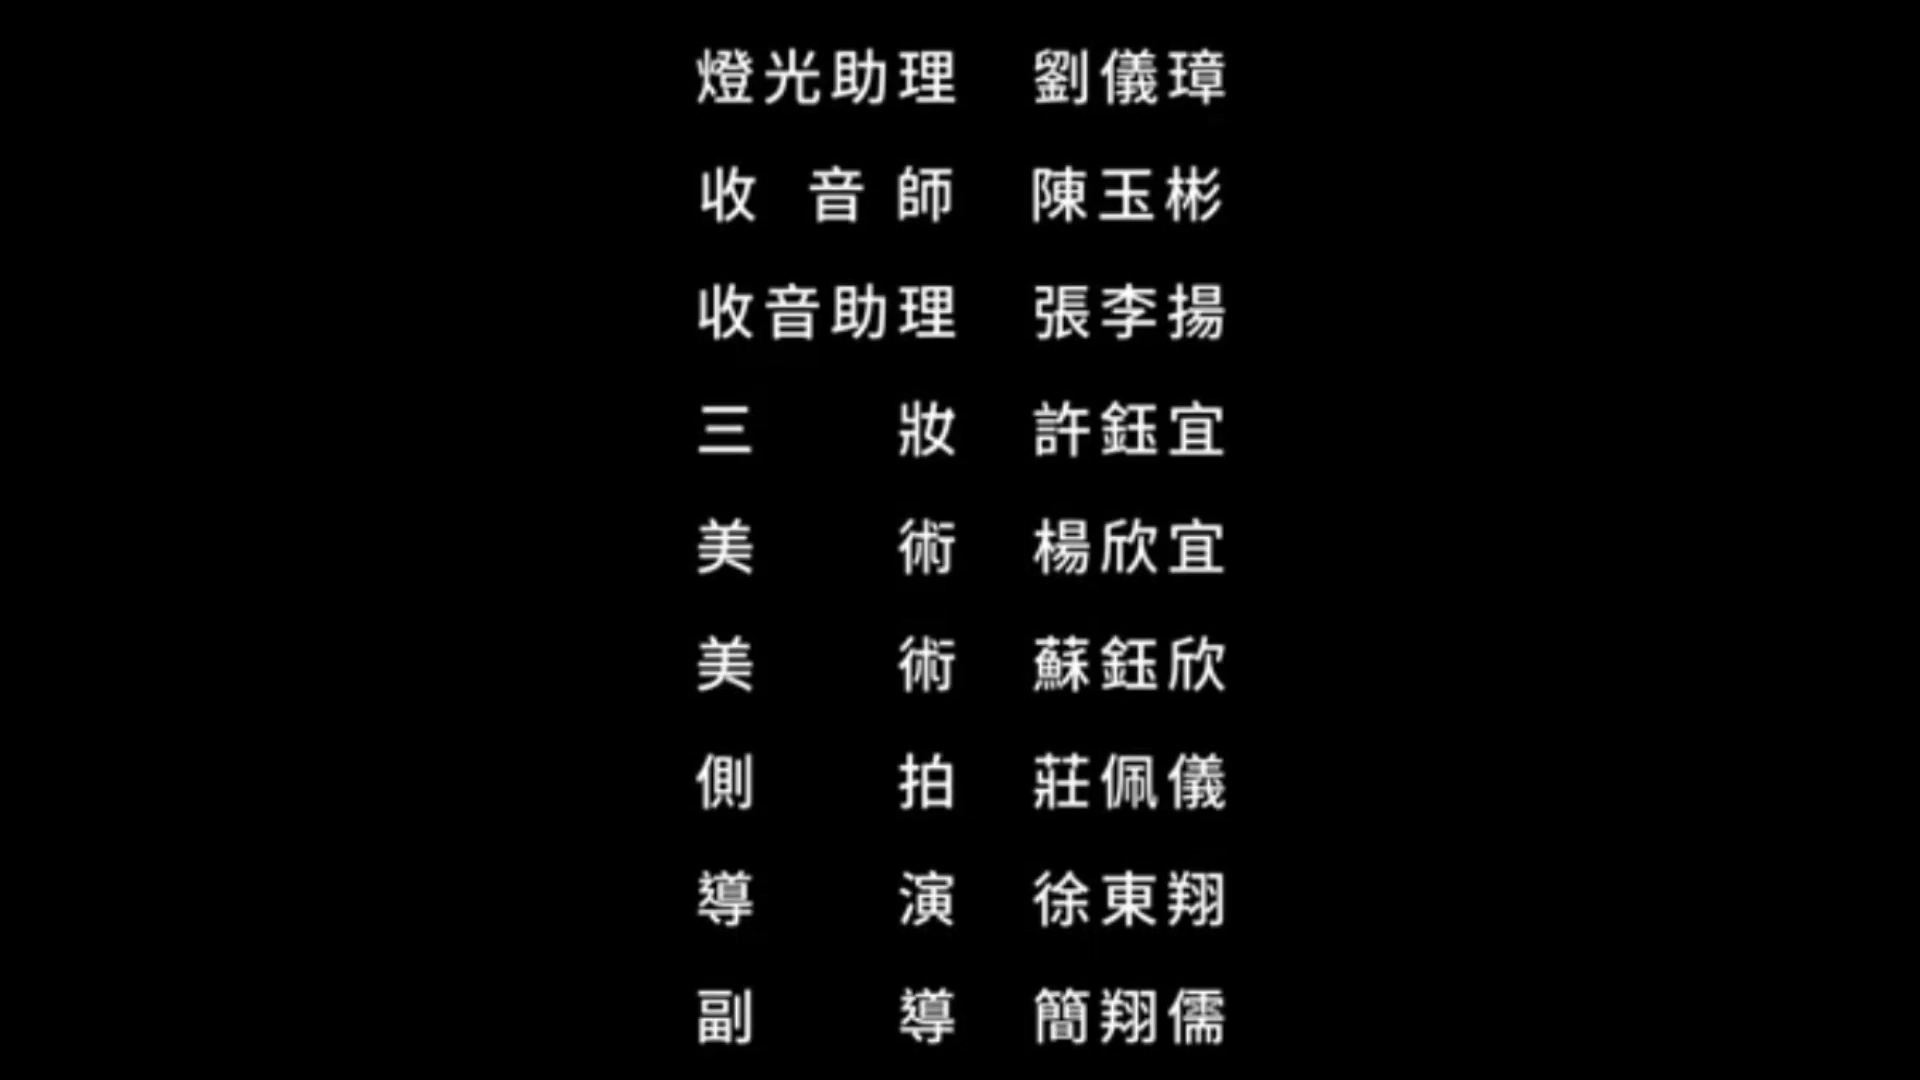 燈光助理 劉儀璋
收音師 陳玉彬
收音助理 張李揚
三妝 許鈺宜
美術 楊欣宜
美術 蘇鈺欣
側拍 莊佩儀
導演 徐東翔
副導 簡翔儒